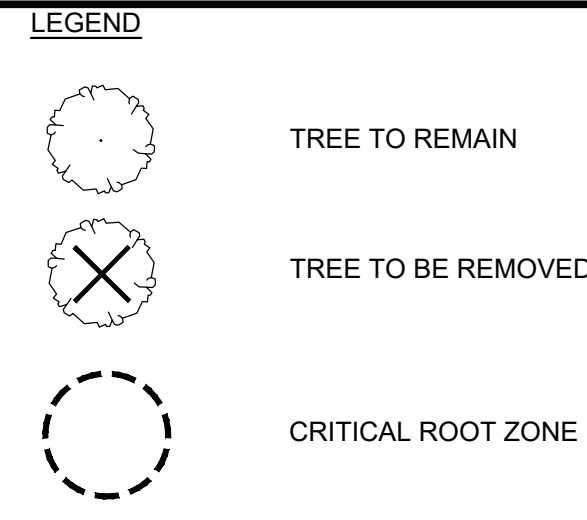 LEGEND
TREE TO REMAIN
TREE TO BE REMOVED
CRITICAL ROOT ZONE